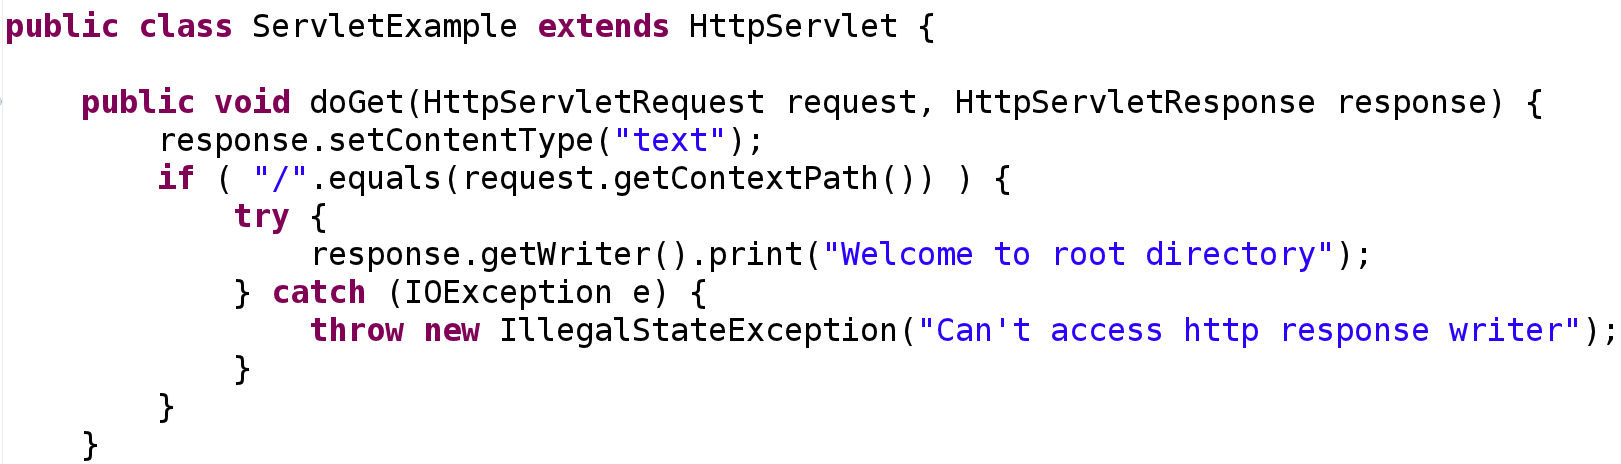 public class ServletExample extends HttpServlet {
public void doGet(HttpServletRequest request, HttpServletResponse response) {
response.setContentType("text");
if ( "/".equals(request.getContextPath()) ) {
try {
response.getWriter().print("Welcome to root directory");
} catch (IOException e) {
throw new IllegalStateException("Can't access http response writer");
}
}
}